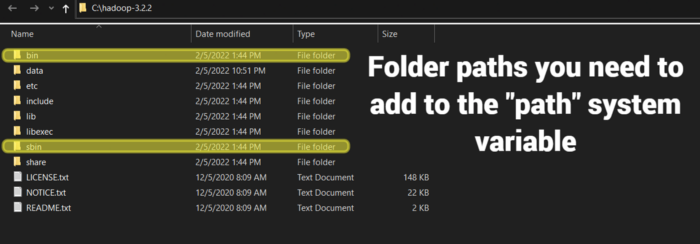 C:\hadoop-3.2.2
Name Date modified Type Size
bin 2/5/2022 1:44 PM File folder
data 2/5/2022 10:51 PM File folder
etc 2/5/2022 1:44 PM File folder
include 2/5/2022 1:44 PM File folder
lib 2/5/2022 1:44 PM File folder
libexec 2/5/2022 1:44 PM File folder
sbin 2/5/2022 1:44 PM File folder
share 2/5/2022 1:44 PM File folder
LICENSE.txt 12/5/2020 8:09 AM Text Document 148 KB
NOTICE.txt 12/5/2020 8:09 AM Text Document 22 KB
README.txt 12/5/2020 8:09 AM Text Document 2 KB
Folder paths you need to
add to the "path" system
variable